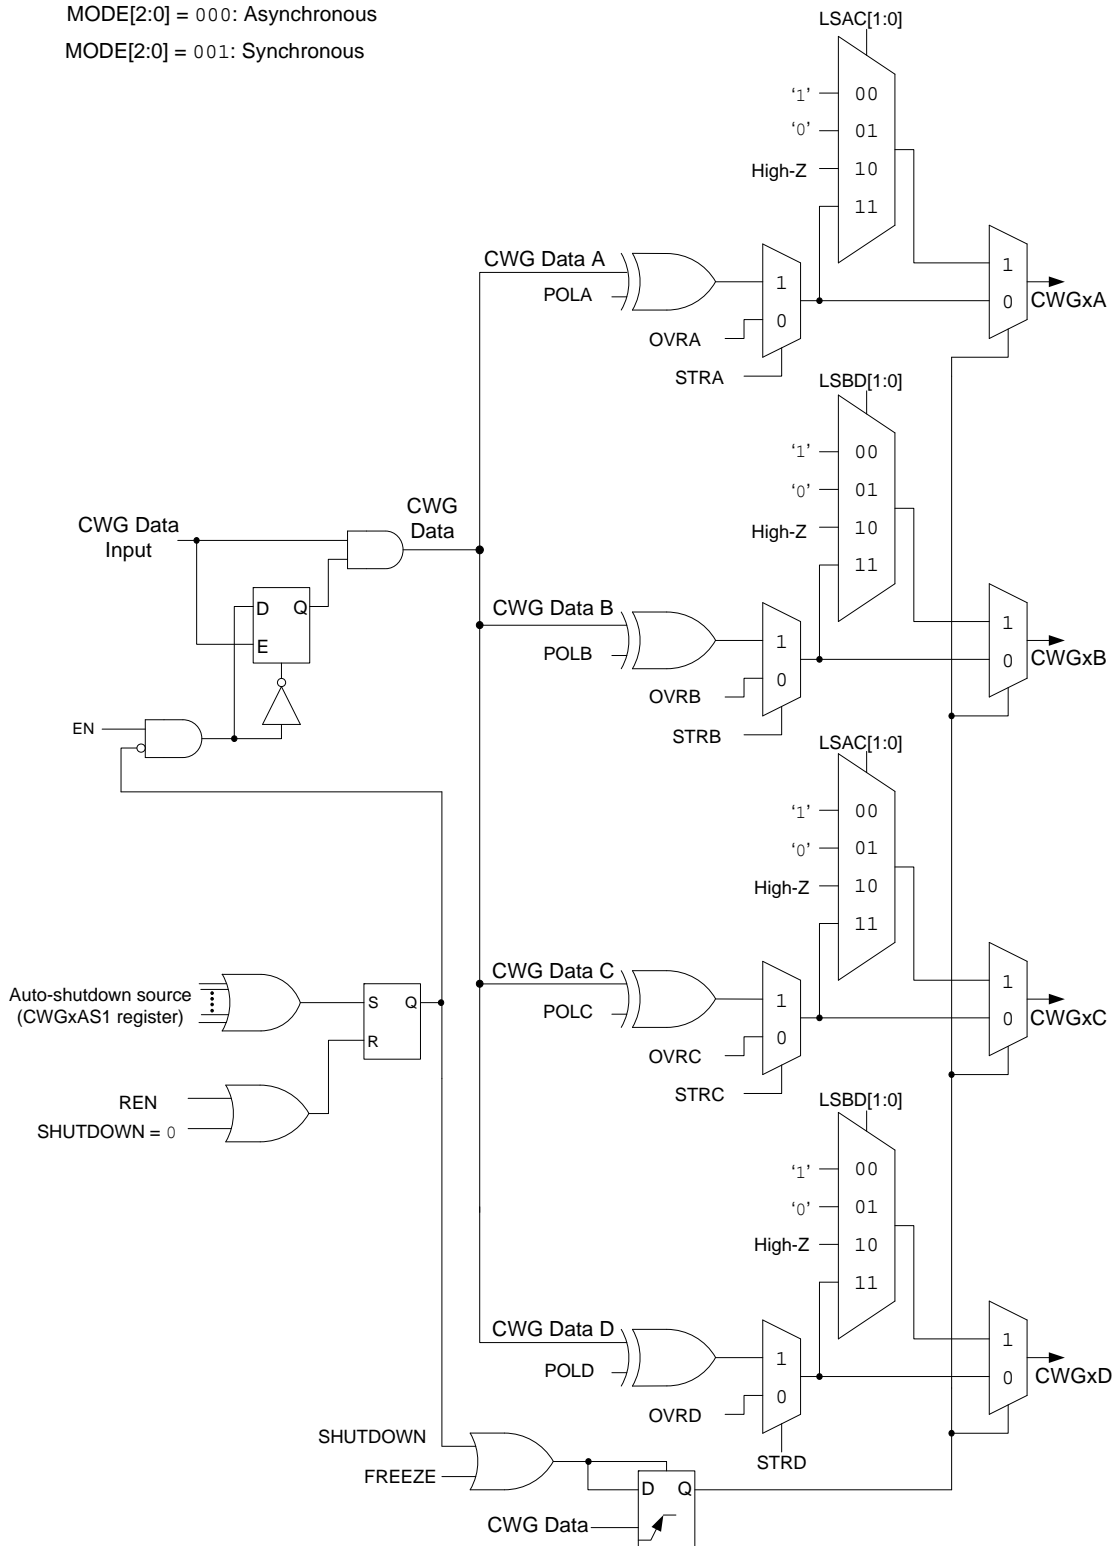 MODE[2:0] = 000: Asynchronous
MODE[2:0] = 001: Synchronous
LSAC[1:0]
‘1’
00
‘0’
01
High-Z
10
11
CWG Data A
POLA
1
0
OVRA
STRA
1
0
CWGxA
LSBD[1:0]
‘1’
00
‘0’
01
High-Z
10
11
CWG Data
Input
CWG
Data
D
Q
E
EN
CWG Data B
POLB
1
0
OVRB
STRB
1
0
CWGxB
LSAC[1:0]
‘1’
00
‘0’
01
High-Z
10
11
CWG Data C
POLC
1
0
OVRC
STRC
1
0
CWGxC
Auto-shutdown source
(CWGxAS1 register)
S
Q
R
REN
SHUTDOWN = 0
LSBD[1:0]
‘1’
00
‘0’
01
High-Z
10
11
CWG Data D
POLD
1
0
OVRD
STRD
1
0
CWGxD
SHUTDOWN
FREEZE
D
Q
CWG Data